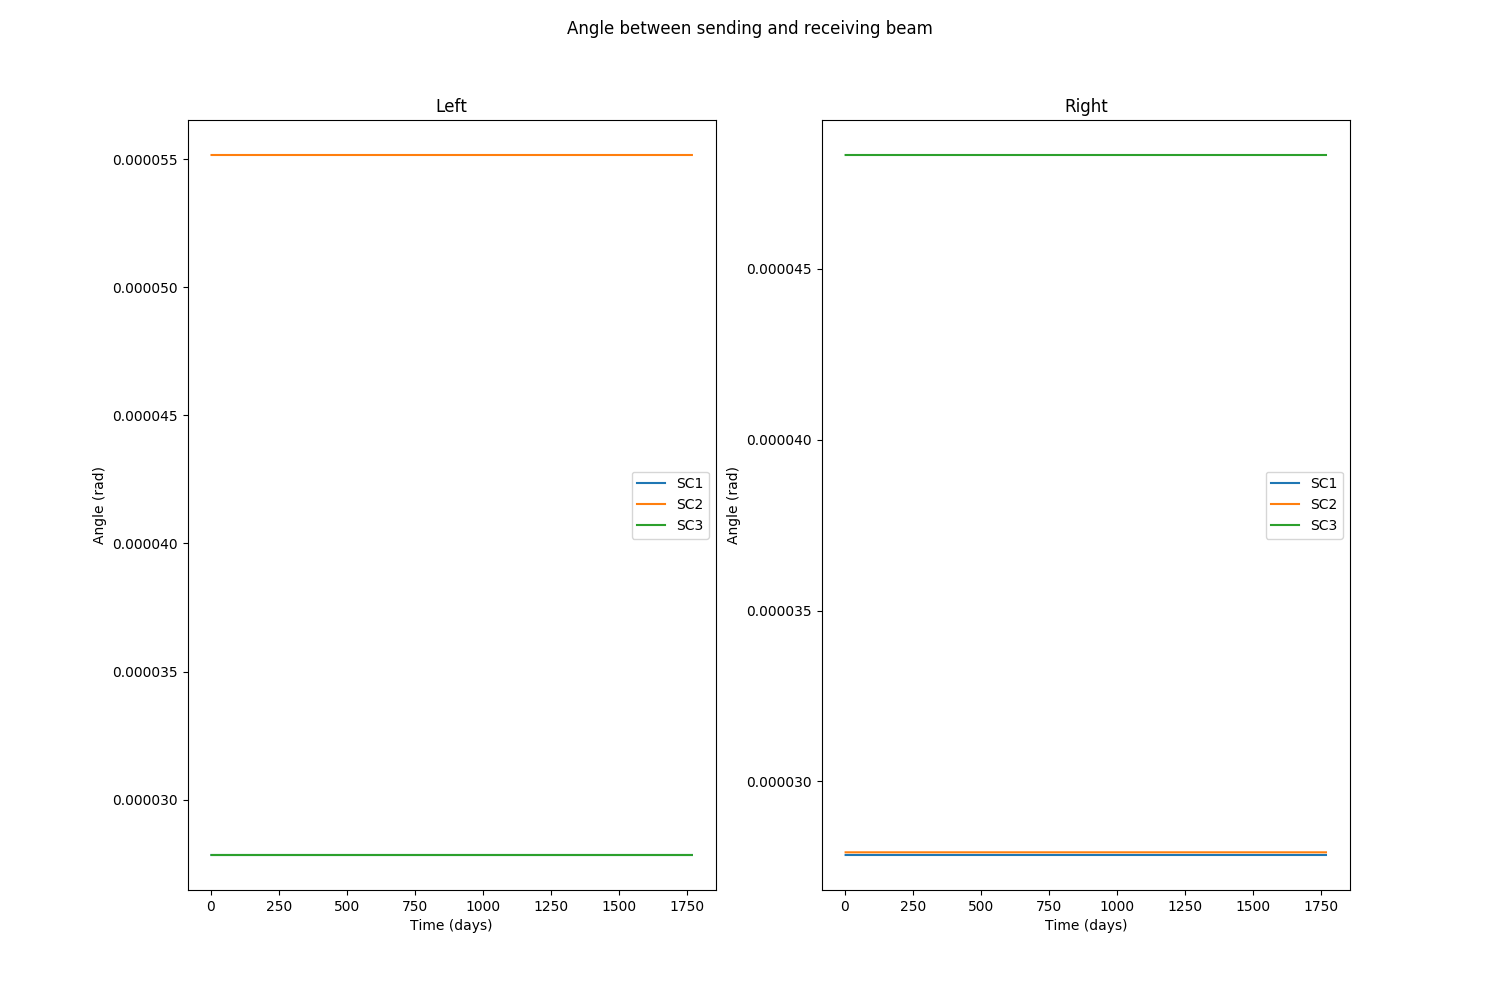 Angle between sending and receiving beam
Left
0.000055
0.000050
0.000045
0.000040
0.000035
0.000030
Angle (rad)
0
250
500
750
1000
1250
1500
1750
Time (days)
SC1
SC2
SC3
Right
0.000045
0.000040
0.000035
0.000030
Angle (rad)
0
250
500
750
1000
1250
1500
1750
Time (days)
SC1
SC2
SC3